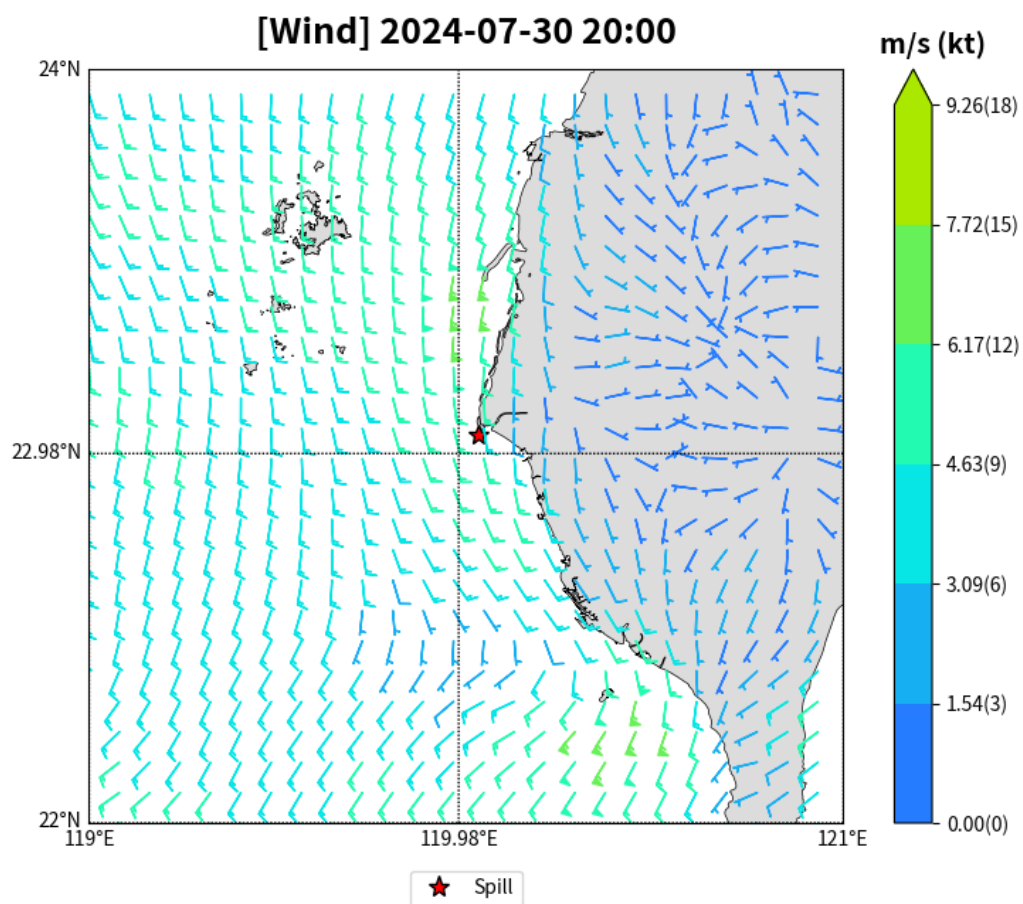 [Wind] 2024-07-30 20:00
m/s (kt)
24°N
22.98°N
22°N
119°E
119.98°E
121°E
9.26(18)
7.72(15)
6.17(12)
4.63(9)
3.09(6)
1.54(3)
0.00(0)
Spill